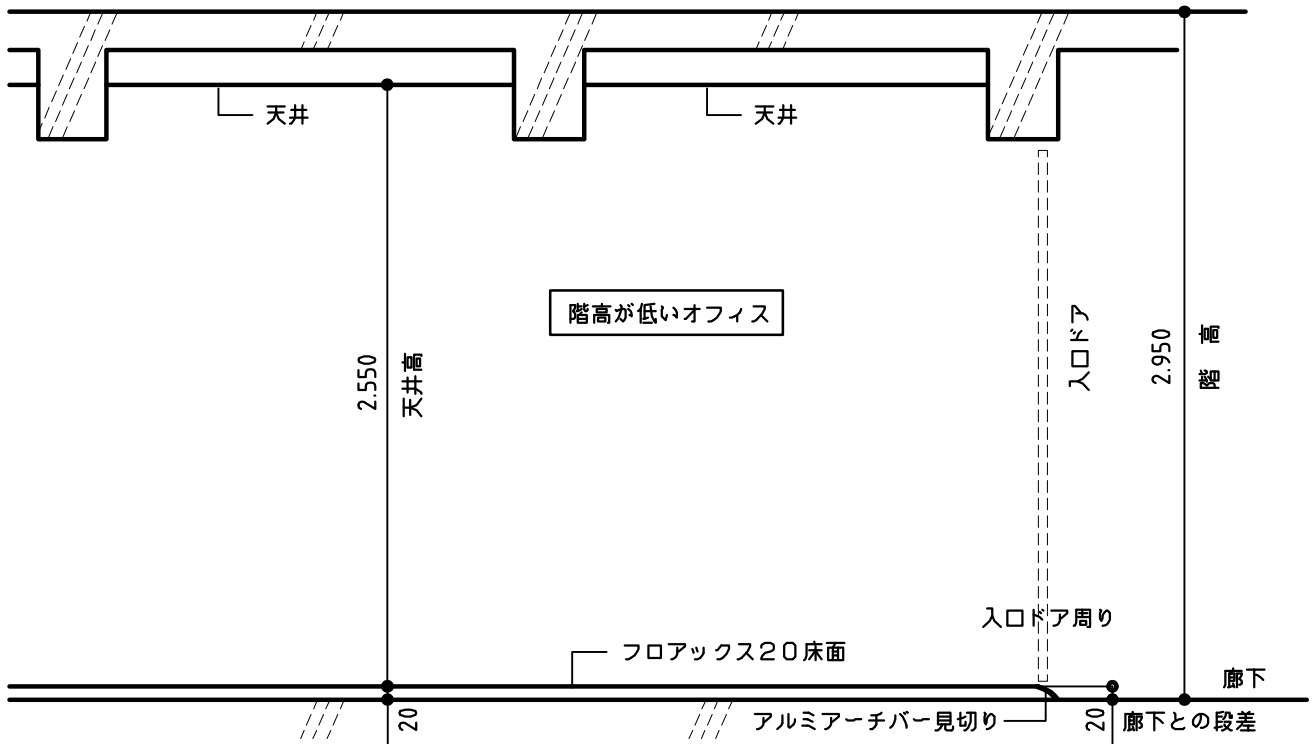 天井
天井
階高が低いオフィス
2.550
天井高
入口ドア
2.950
階 高
入口ドア周り
フロアックス20床面
廊下
20
アルミアーチバー見切り
20
廊下との段差